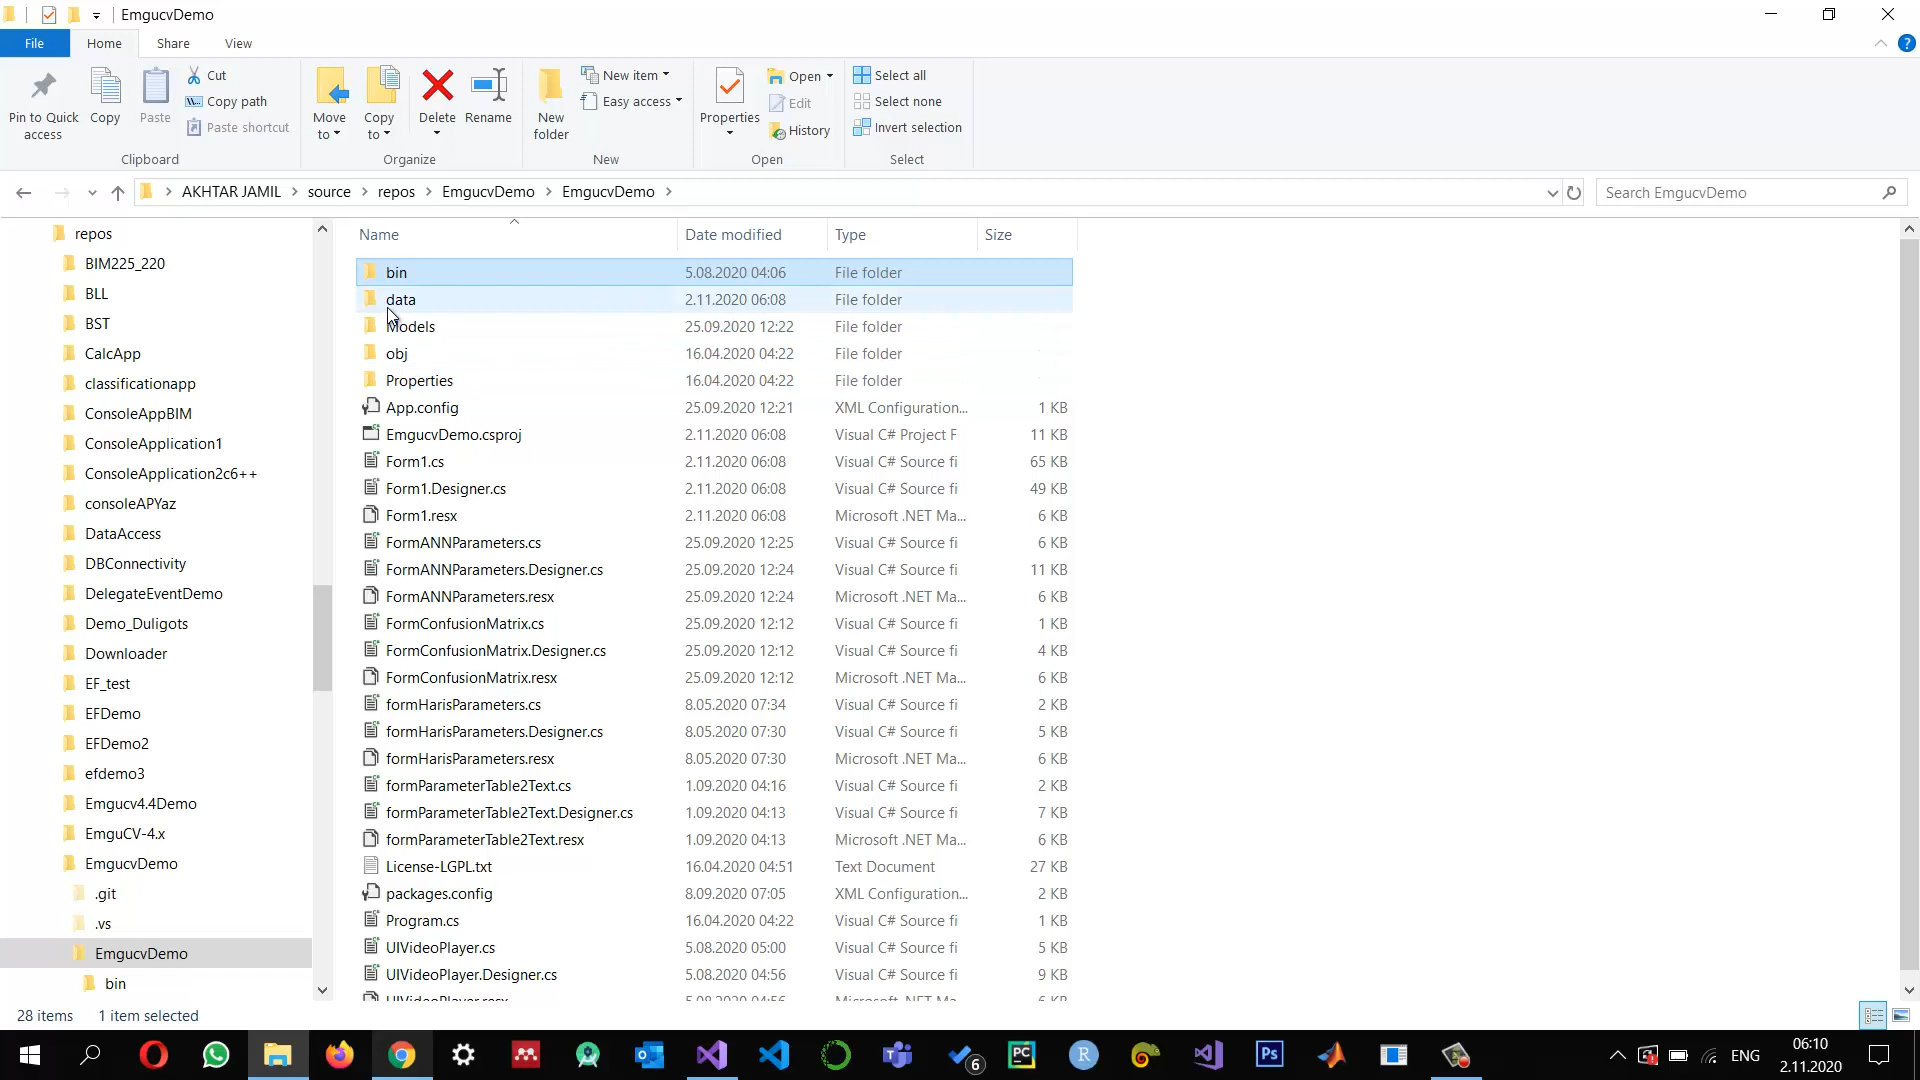 EmgucvDemo
File Home Share View
Pin to Quick access
Copy
Paste
Cut
Copy path
Paste shortcut
Move to
Copy to
Delete
Rename
New folder
New item
Easy access
Properties
Open
Edit
History
Select all
Select none
Invert selection
Clipboard Organize New Open Select
AKHTAR JAMIL source repos EmgucvDemo EmgucvDemo
Search EmgucvDemo
repos
BIM225_220
BLL
BST
CalcApp
classificationapp
ConsoleAppBIM
ConsoleApplication1
ConsoleApplication2c6++
consoleAPYaz
DataAccess
DBConnectivity
DelegateEventDemo
Demo_Duligots
Downloader
EF_test
EFDemo
EFDemo2
efdemo3
Emgucv4.4Demo
EmguCV-4.x
EmgucvDemo
.git
.vs
EmgucvDemo
bin
Name Date modified Type Size
bin 5.08.2020 04:06 File folder
data 2.11.2020 06:08 File folder
Models 25.09.2020 12:22 File folder
obj 16.04.2020 04:22 File folder
Properties 16.04.2020 04:22 File folder
App.config 25.09.2020 12:21 XML Configuration... 1 KB
EmgucvDemo.csproj 2.11.2020 06:08 Visual C# Project F 11 KB
Form1.cs 2.11.2020 06:08 Visual C# Source fi 65 KB
Form1.Designer.cs 2.11.2020 06:08 Visual C# Source fi 49 KB
Form1.resx 2.11.2020 06:08 Microsoft .NET Ma... 6 KB
FormANNParameters.cs 25.09.2020 12:25 Visual C# Source fi 6 KB
FormANNParameters.Designer.cs 25.09.2020 12:24 Visual C# Source fi 11 KB
FormANNParameters.resx 25.09.2020 12:24 Microsoft .NET Ma... 6 KB
FormConfusionMatrix.cs 25.09.2020 12:12 Visual C# Source fi 1 KB
FormConfusionMatrix.Designer.cs 25.09.2020 12:12 Visual C# Source fi 4 KB
FormConfusionMatrix.resx 25.09.2020 12:12 Microsoft .NET Ma... 6 KB
formHarisParameters.cs 8.05.2020 07:34 Visual C# Source fi 2 KB
formHarisParameters.Designer.cs 8.05.2020 07:30 Visual C# Source fi 5 KB
formHarisParameters.resx 8.05.2020 07:30 Microsoft .NET Ma... 6 KB
formParameterTable2Text.cs 1.09.2020 04:16 Visual C# Source fi 2 KB
formParameterTable2Text.Designer.cs 1.09.2020 04:13 Visual C# Source fi 7 KB
formParameterTable2Text.resx 1.09.2020 04:13 Microsoft .NET Ma... 6 KB
License-LGPL.txt 16.04.2020 04:51 Text Document 27 KB
packages.config 8.09.2020 07:05 XML Configuration... 2 KB
Program.cs 16.04.2020 04:22 Visual C# Source fi 1 KB
UIVideoPlayer.cs 5.08.2020 05:00 Visual C# Source fi 5 KB
UIVideoPlayer.Designer.cs 5.08.2020 04:56 Visual C# Source fi 9 KB
UIVideoPlayer.resx 5.08.2020 04:56 Microsoft .NET Ma... 6 KB
28 items 1 item selected
6
PC
R
Ps
ENG
06:10
2.11.2020